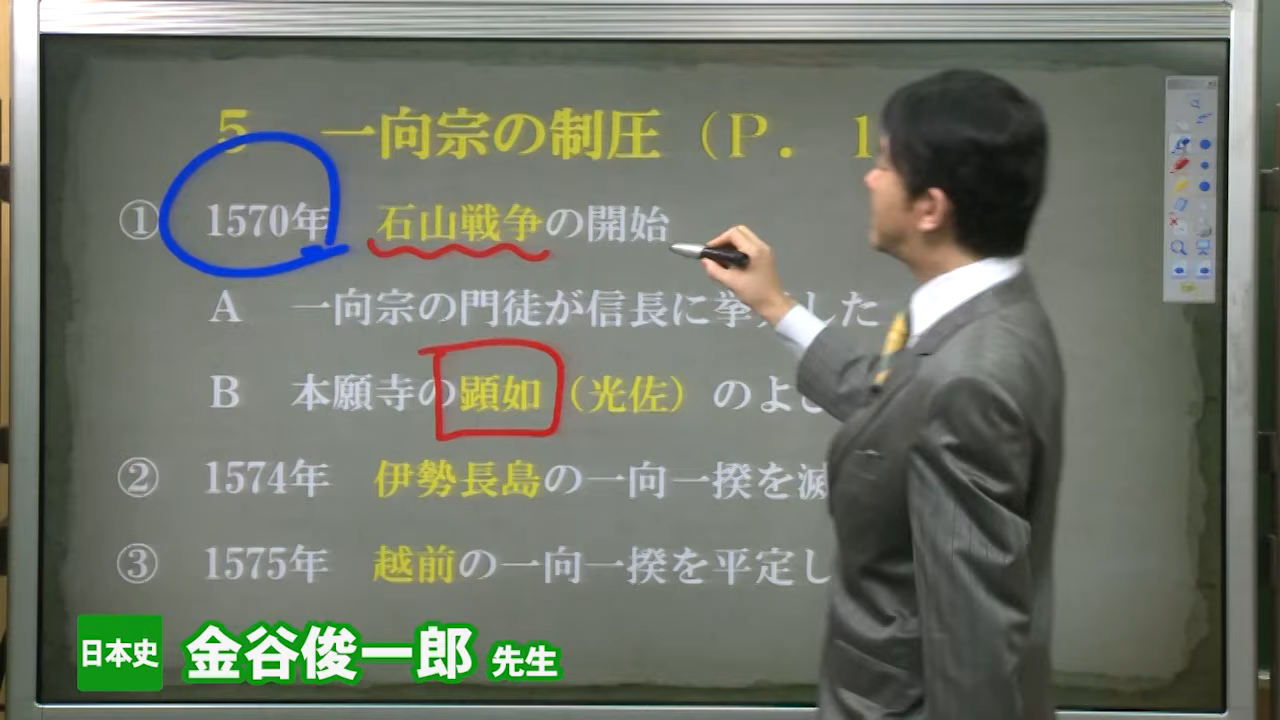 5 一向宗の制圧(P. 1
① 1570年 石山戦争の開始
A 一向宗の門徒が信長に挙 した
B 本願寺の顕如(光佐)のよ
② 1574年 伊勢長島の一向一揆を滅
③ 1575年 越前の一向一揆を平定し
日本史 金谷俊一郎 先生